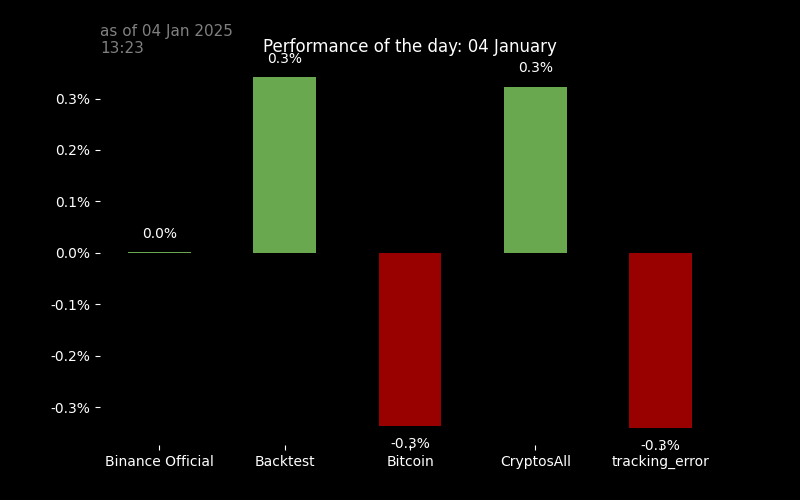 as of 04 Jan 2025
13:23
Performance of the day: 04 January
0.3%
0.3%
0.3%
0.2%
0.1%
0.0%
0.0%
-0.1%
-0.2%
-0.3%
-0.3%
-0.3%
Binance Official
Backtest
Bitcoin
CryptosAll
tracking_error